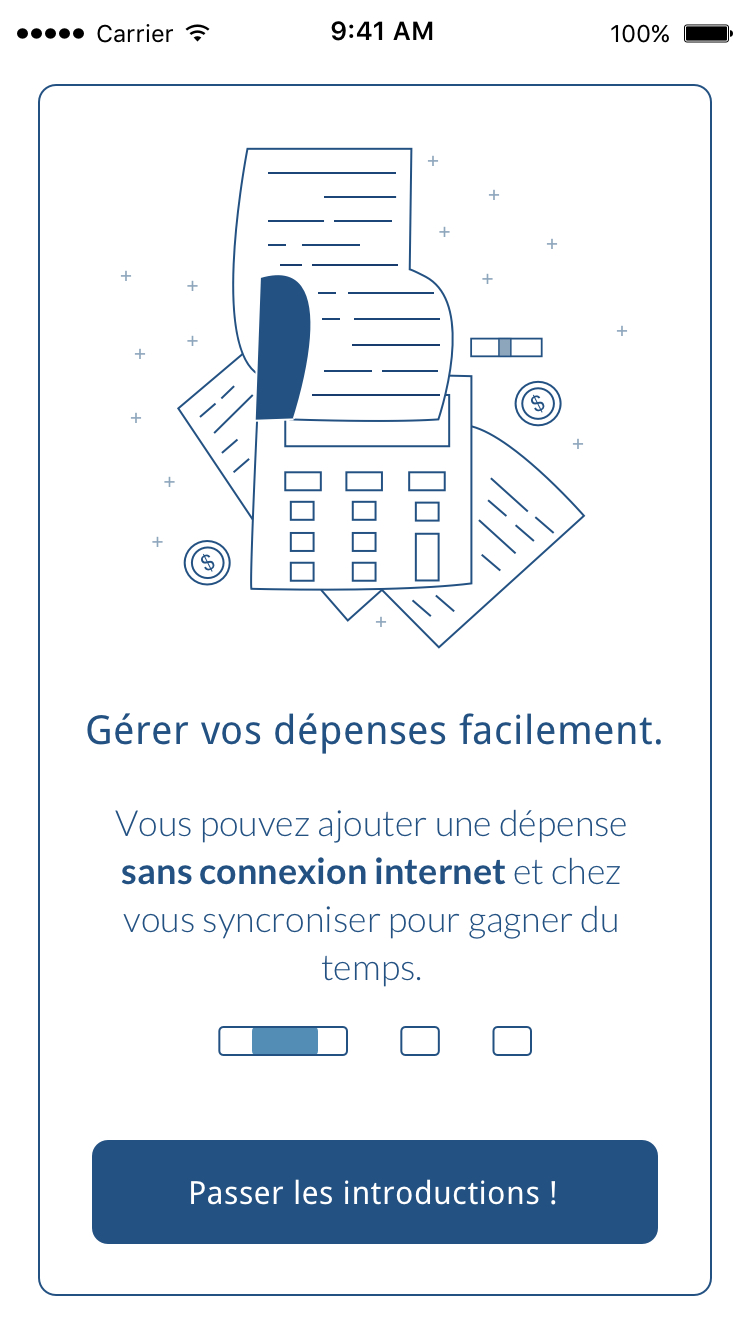 Carrier 9:41 AM 100%
$
$
Gérer vos dépenses facilement.
Vous pouvez ajouter une dépense
sans connexion internet et chez
vous syncroniser pour gagner du
temps.
Passer les introductions !